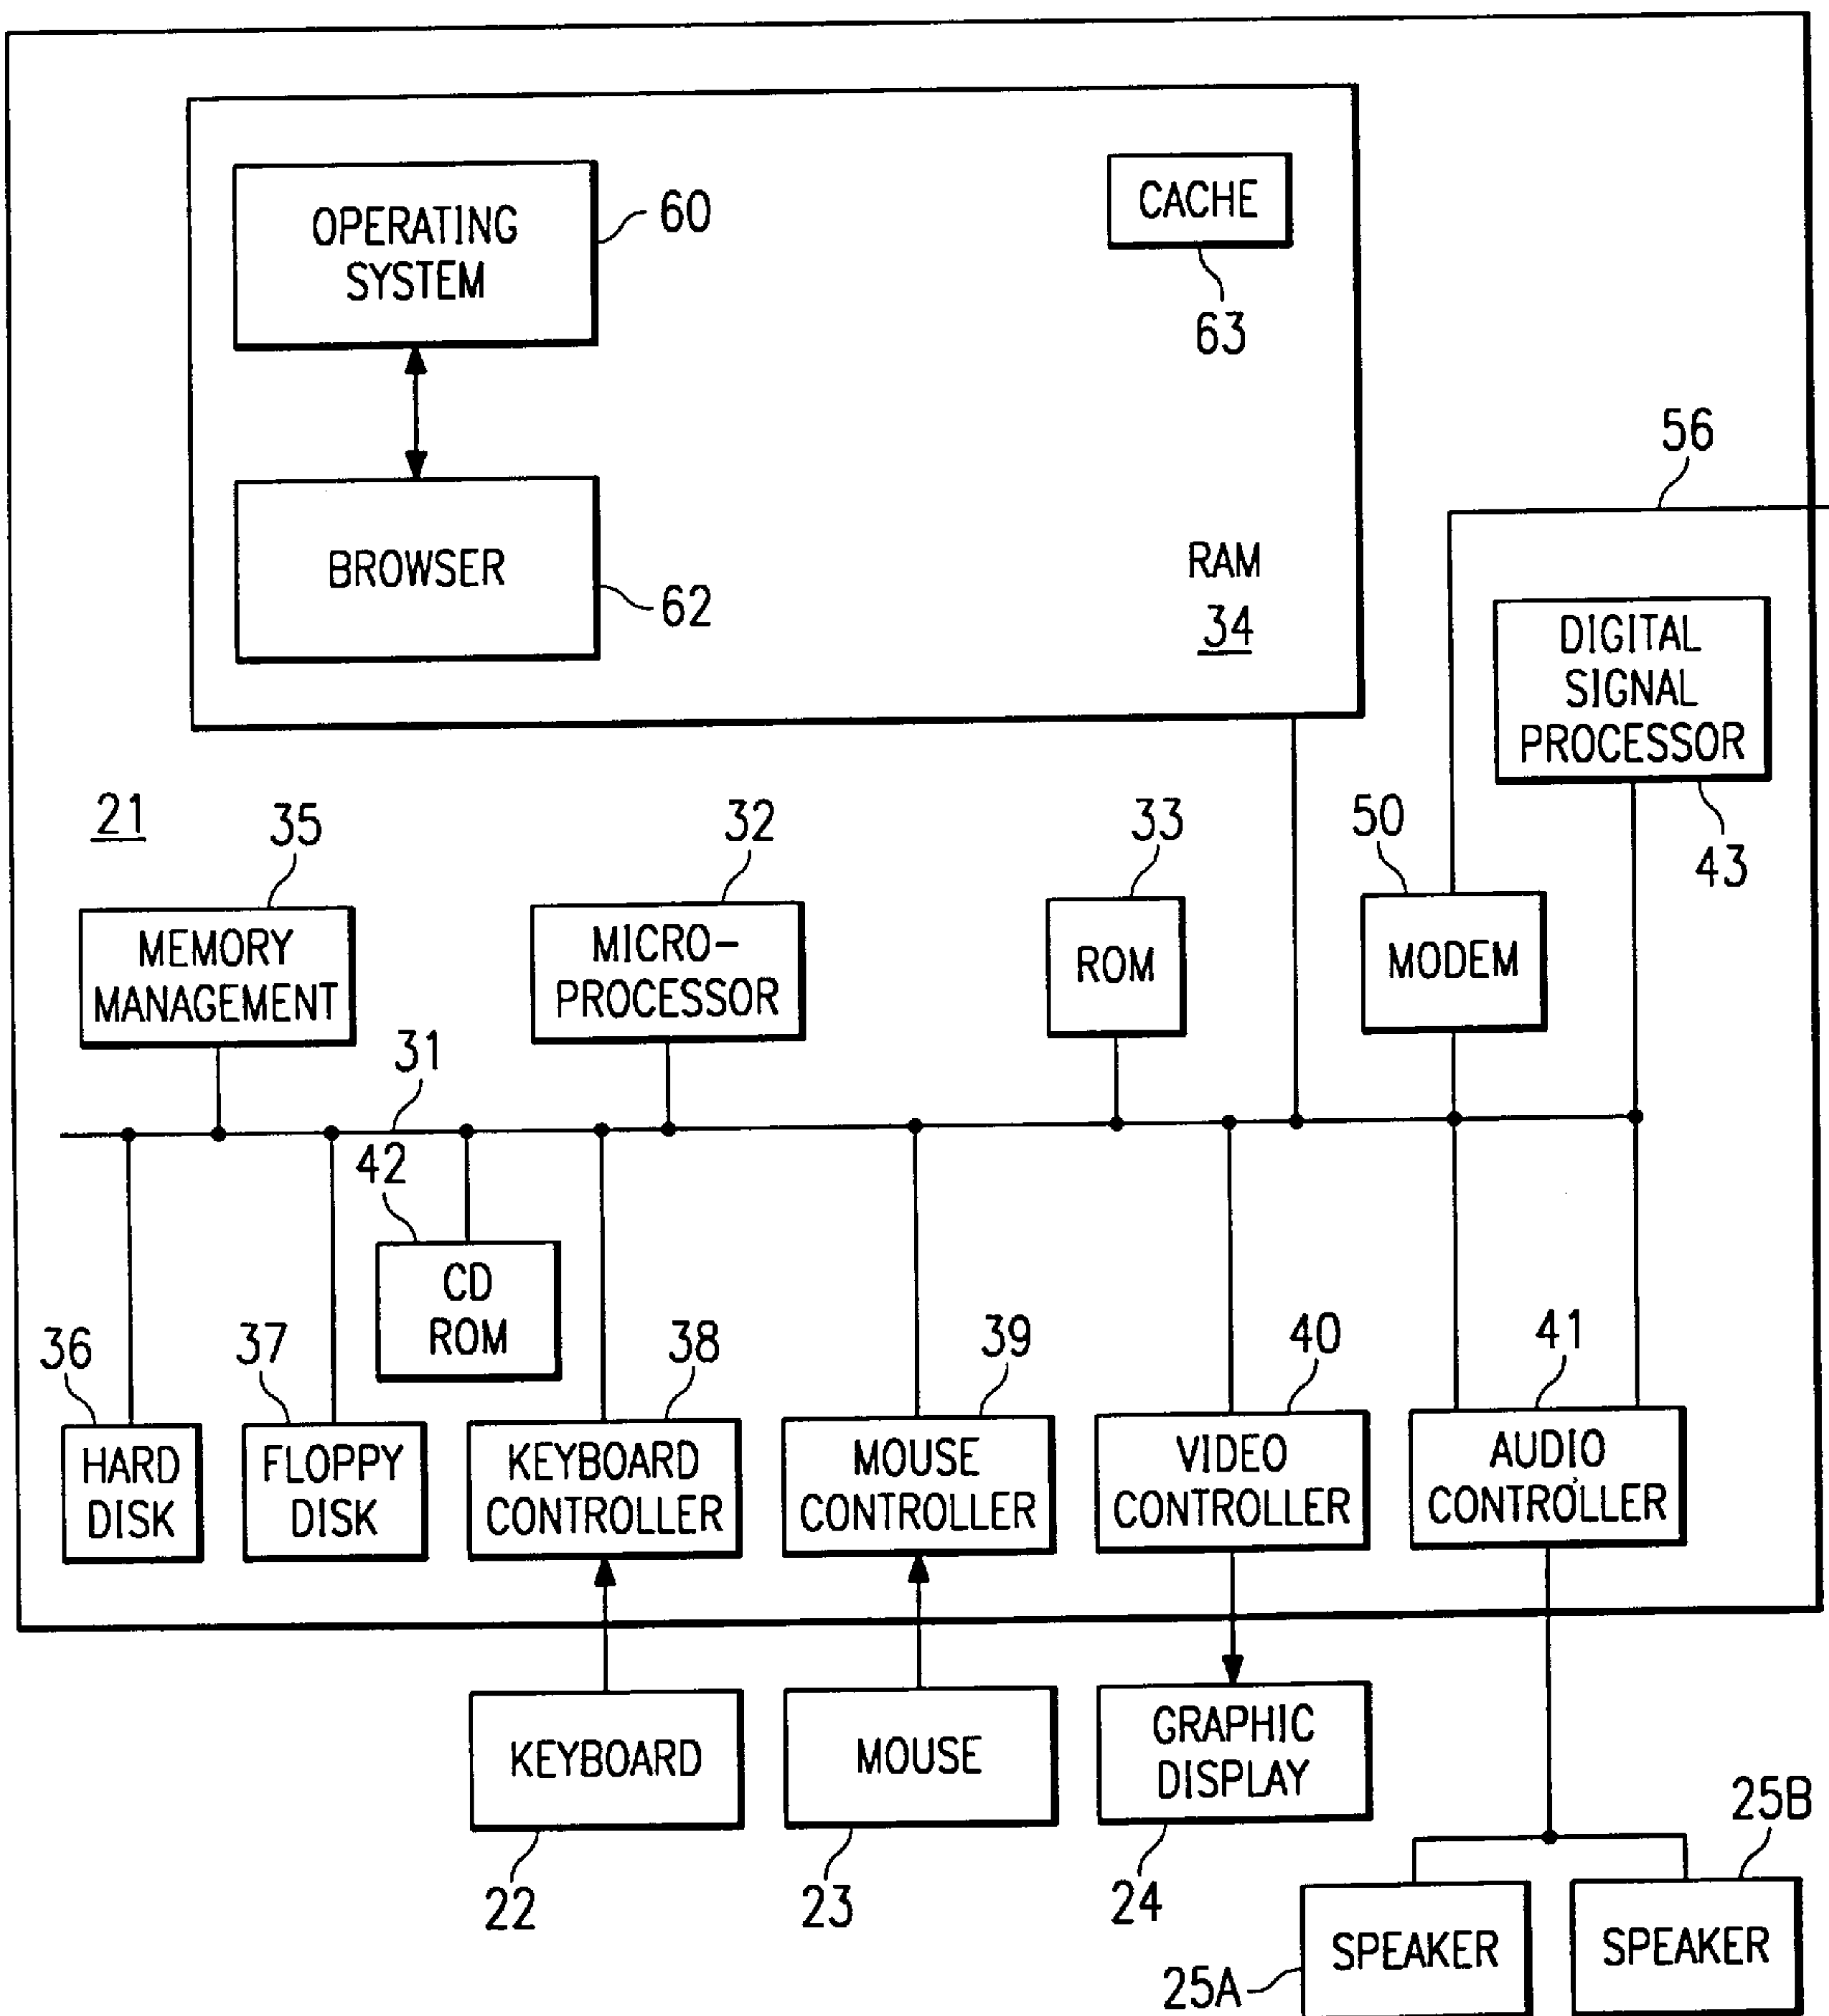 OPERATING
SYSTEM
60
CACHE
63
BROWSER
62
RAM
34
56
DIGITAL
SIGNAL
PROCESSOR
43
21
35
MEMORY
MANAGEMENT
32
MICRO-
PROCESSOR
33
ROM
50
MODEM
31
42
CD
ROM
36
HARD
DISK
37
FLOPPY
DISK
38
KEYBOARD
CONTROLLER
39
MOUSE
CONTROLLER
40
VIDEO
CONTROLLER
41
AUDIO
CONTROLLER
KEYBOARD
22
MOUSE
23
GRAPHIC
DISPLAY
24
25A
SPEAKER
25B
SPEAKER